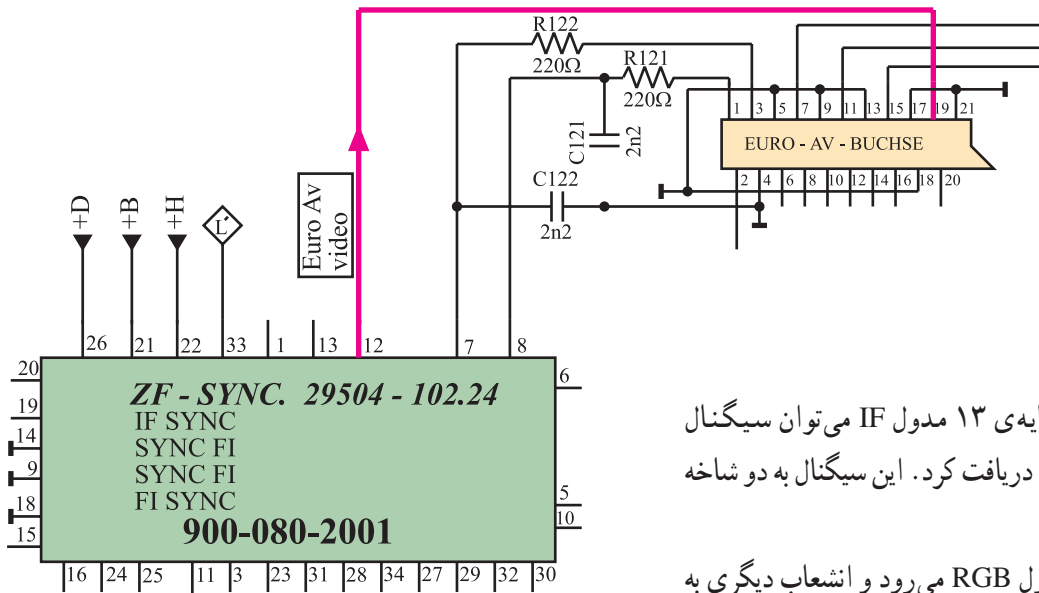 R122
220Ω
R121
220Ω
C121
2n2
C122
2n2
1 3 5 7 9 11 13 15 17 19 21
EURO - AV - BUCHSE
2 4 6 8 10 12 14 16 18 20
+D
+B
+H
L'
Euro Av
video
26 21 22 33 1 13 12 7 8
20
19
14
9
18
15
6
5
10
ZF - SYNC. 29504 - 102.24
IF SYNC
SYNC FI
SYNC FI
FI SYNC
900-080-2001
16 24 25 11 3 23 31 28 34 27 29 32 30
ایه‌ی ۱۳ مدول IF می‌توان سیگنال
دریافت کرد. این سیگنال به دو شاخه
ول RGB می‌رود و انشعاب دیگری به